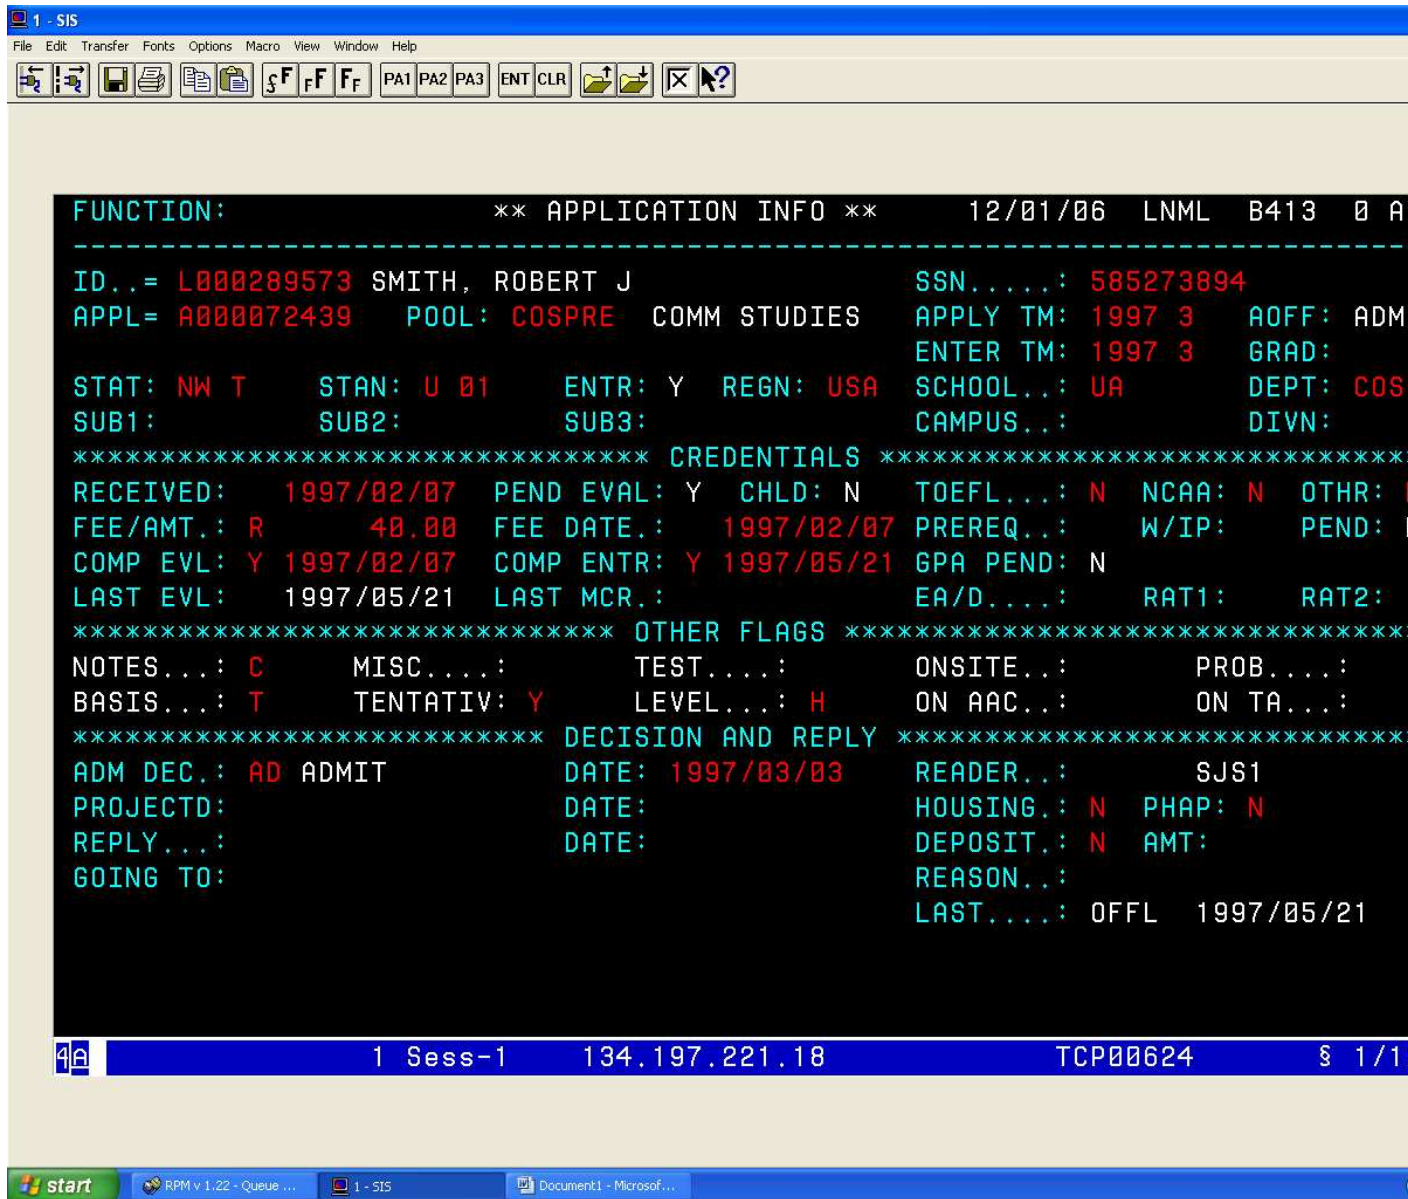 1 - SIS
File Edit Transfer Fonts Options Macro View Window Help
SF FF FF PA1 PA2 PA3 ENT CLR
FUNCTION: ** APPLICATION INFO ** 12/01/06 LNML B413 0 A
ID..= L000289573 SMITH, ROBERT J SSN.....: 585273894
APPL= A000072439 POOL: COSPRE COMM STUDIES APPLY TM: 1997 3 AOFF: ADM
ENTER TM: 1997 3 GRAD:
STAT: NW T STAN: U 01 ENTR: Y REGN: USA SCHOOL..: UA DEPT: COS
SUB1: SUB2: SUB3: CAMPUS..: DIVN:
********************************* CREDENTIALS ******************************
RECEIVED: 1997/02/07 PEND EVAL: Y CHLD: N TOEFL...: N NCAA: N OTHR:
FEE/AMT.: R 40.00 FEE DATE.: 1997/02/07 PREREQ..: W/IP: PEND:
COMP EVL: Y 1997/02/07 COMP ENTR: Y 1997/05/21 GPA PEND: N
LAST EVL: 1997/05/21 LAST MCR.: EA/D....: RAT1: RAT2:
******************************* OTHER FLAGS ********************************
NOTES...: C MISC....: TEST....: ONSITE..: PROB....:
BASIS...: T TENTATIV: Y LEVEL...: H ON AAC..: ON TA...:
*************************** DECISION AND REPLY *****************************
ADM DEC.: AD ADMIT DATE: 1997/03/03 READER..: SJS1
PROJECTD: DATE: HOUSING.: N PHAP: N
REPLY...: DATE: DEPOSIT.: N AMT:
GOING TO: REASON..:
LAST....: OFFL 1997/05/21
4A 1 Sess-1 134.197.221.18 TCP00624 § 1/1
start RPM v 1.22 - Queue ... 1 - SIS Document1 - Microsof...